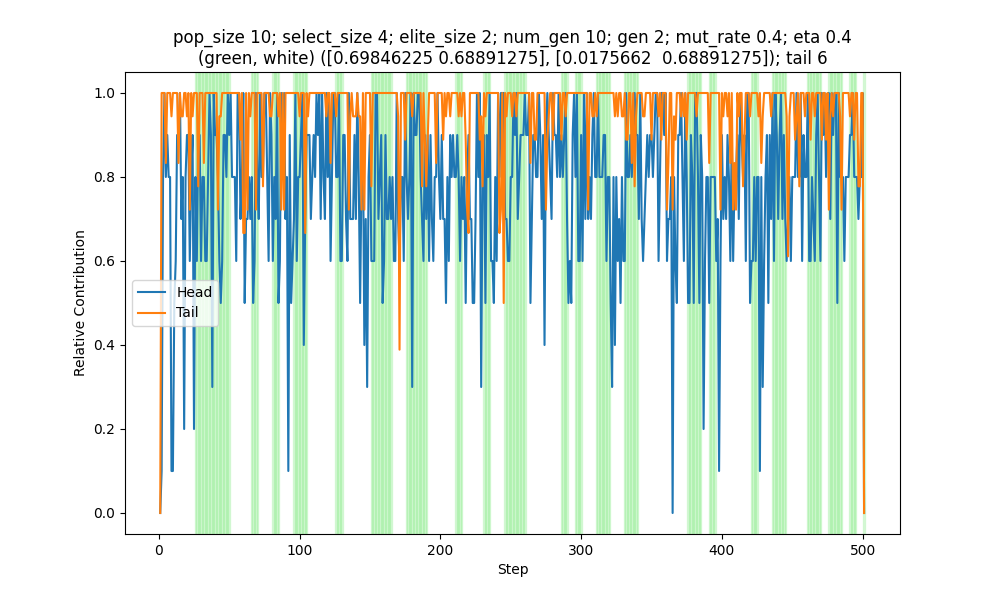 pop_size 10; select_size 4; elite_size 2; num_gen 10; gen 2; mut_rate 0.4; eta 0.4
(green, white) ([0.69846225 0.68891275], [0.0175662  0.68891275]); tail 6
1.0
0.8
0.6
0.4
0.2
0.0
Relative Contribution
Head
Tail
0
100
200
300
400
500
Step